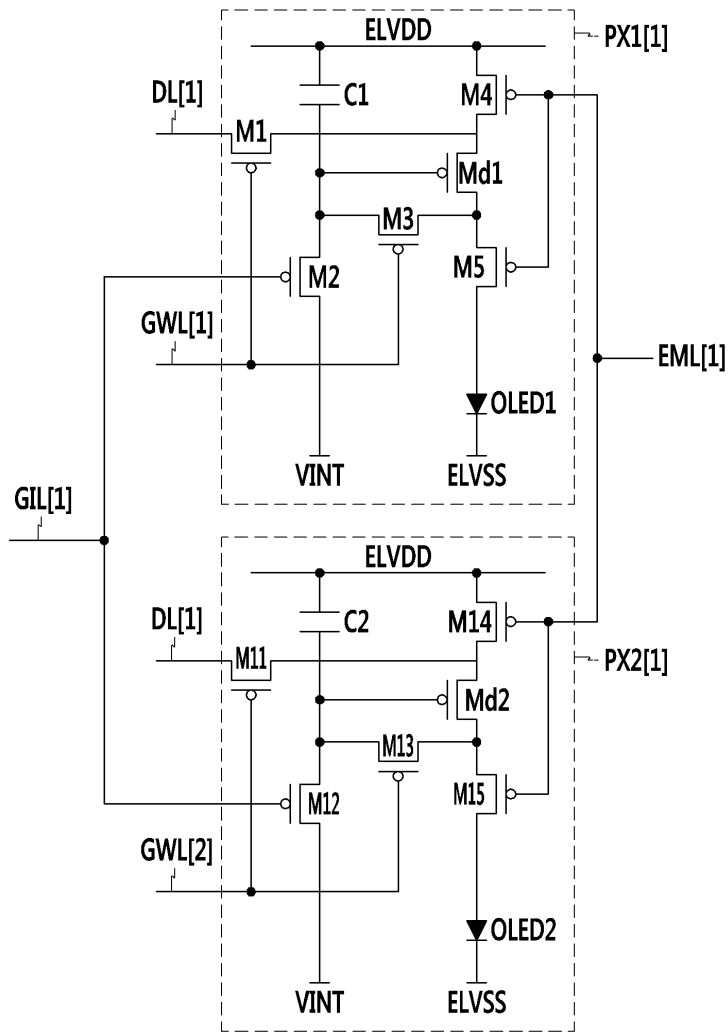 ELVDD
PX1[1]
DL[1]
C1
M4
M1
Md1
M3
M2
M5
GWL[1]
EML[1]
OLED1
VINT
ELVSS
GIL[1]
ELVDD
DL[1]
C2
M14
M11
PX2[1]
Md2
M13
M12
M15
GWL[2]
OLED2
VINT
ELVSS